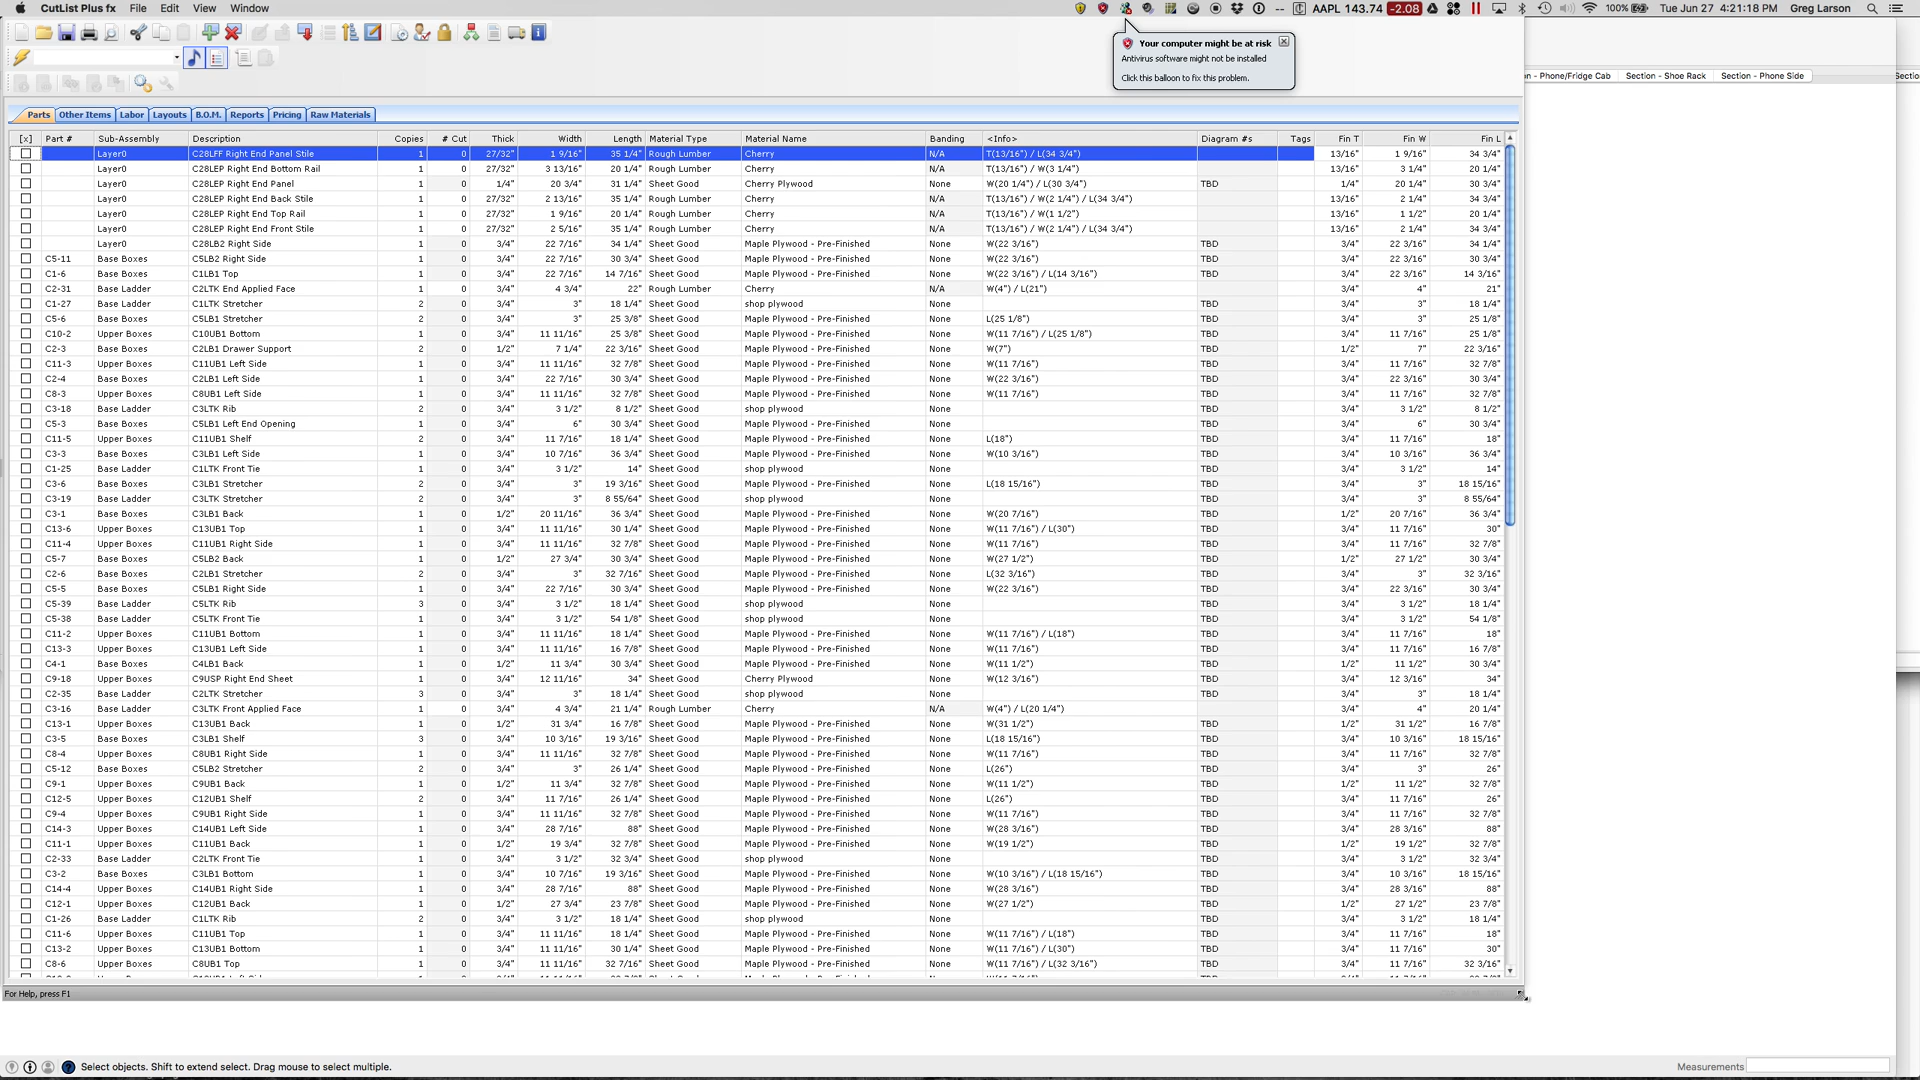 CutList Plus fx File Edit View Window -- AAPL 143.74 -2.08 100% Tue Jun 27 4:21:18 PM Greg Larson
Your computer might be at risk
Antivirus software might not be installed
Click this balloon to fix this problem.
n - Phone/Fridge Cab Section - Shoe Rack Section - Phone Side Sectio
Parts Other Items Labor Layouts B.O.M. Reports Pricing Raw Materials
[x] Part # Sub-Assembly Description Copies # Cut Thick Width Length Material Type Material Name Banding <Info> Diagram #s Tags Fin T Fin W Fin L
Layer0 C28LFF Right End Panel Stile 1 0 27/32" 1 9/16" 35 1/4" Rough Lumber Cherry N/A T(13/16") / L(34 3/4") 13/16" 1 9/16" 34 3/4"
Layer0 C28LEP Right End Bottom Rail 1 0 27/32" 3 13/16" 20 1/4" Rough Lumber Cherry N/A T(13/16") / W(3 1/4") 13/16" 3 1/4" 20 1/4"
Layer0 C28LEP Right End Panel 1 0 1/4" 20 3/4" 31 1/4" Sheet Good Cherry Plywood None W(20 1/4") / L(30 3/4") TBD 1/4" 20 1/4" 30 3/4"
Layer0 C28LEP Right End Back Stile 1 0 27/32" 2 13/16" 35 1/4" Rough Lumber Cherry N/A T(13/16") / W(2 1/4") / L(34 3/4") 13/16" 2 1/4" 34 3/4"
Layer0 C28LEP Right End Top Rail 1 0 27/32" 1 9/16" 20 1/4" Rough Lumber Cherry N/A T(13/16") / W(1 1/2") 13/16" 1 1/2" 20 1/4"
Layer0 C28LEP Right End Front Stile 1 0 27/32" 2 5/16" 35 1/4" Rough Lumber Cherry N/A T(13/16") / W(2 1/4") / L(34 3/4") 13/16" 2 1/4" 34 3/4"
Layer0 C28LB2 Right Side 1 0 3/4" 22 7/16" 34 1/4" Sheet Good Maple Plywood - Pre-Finished None W(22 3/16") TBD 3/4" 22 3/16" 34 1/4"
C5-11 Base Boxes C5LB2 Right Side 1 0 3/4" 22 7/16" 30 3/4" Sheet Good Maple Plywood - Pre-Finished None W(22 3/16") TBD 3/4" 22 3/16" 30 3/4"
C1-6 Base Boxes C1LB1 Top 1 0 3/4" 22 7/16" 14 7/16" Sheet Good Maple Plywood - Pre-Finished None W(22 3/16") / L(14 3/16") TBD 3/4" 22 3/16" 14 3/16"
C2-31 Base Ladder C2LTK End Applied Face 1 0 3/4" 4 3/4" 22" Rough Lumber Cherry N/A W(4") / L(21") 3/4" 4" 21"
C1-27 Base Ladder C1LTK Stretcher 2 0 3/4" 3" 18 1/4" Sheet Good shop plywood None TBD 3/4" 3" 18 1/4"
C5-6 Base Boxes C5LB1 Stretcher 2 0 3/4" 3" 25 3/8" Sheet Good Maple Plywood - Pre-Finished None L(25 1/8") TBD 3/4" 3" 25 1/8"
C10-2 Upper Boxes C10UB1 Bottom 1 0 3/4" 11 11/16" 25 3/8" Sheet Good Maple Plywood - Pre-Finished None W(11 7/16") / L(25 1/8") TBD 3/4" 11 7/16" 25 1/8"
C2-3 Base Boxes C2LB1 Drawer Support 2 0 1/2" 7 1/4" 22 3/16" Sheet Good Maple Plywood - Pre-Finished None W(7") TBD 1/2" 7" 22 3/16"
C11-3 Upper Boxes C11UB1 Left Side 1 0 3/4" 11 11/16" 32 7/8" Sheet Good Maple Plywood - Pre-Finished None W(11 7/16") TBD 3/4" 11 7/16" 32 7/8"
C2-4 Base Boxes C2LB1 Left Side 1 0 3/4" 22 7/16" 30 3/4" Sheet Good Maple Plywood - Pre-Finished None W(22 3/16") TBD 3/4" 22 3/16" 30 3/4"
C8-3 Upper Boxes C8UB1 Left Side 1 0 3/4" 11 11/16" 32 7/8" Sheet Good Maple Plywood - Pre-Finished None W(11 7/16") TBD 3/4" 11 7/16" 32 7/8"
C3-18 Base Ladder C3LTK Rib 2 0 3/4" 3 1/2" 8 1/2" Sheet Good shop plywood None TBD 3/4" 3 1/2" 8 1/2"
C5-3 Base Boxes C5LB1 Left End Opening 1 0 3/4" 6" 30 3/4" Sheet Good Maple Plywood - Pre-Finished None TBD 3/4" 6" 30 3/4"
C11-5 Upper Boxes C11UB1 Shelf 2 0 3/4" 11 7/16" 18 1/4" Sheet Good Maple Plywood - Pre-Finished None L(18") TBD 3/4" 11 7/16" 18"
C3-3 Base Boxes C3LB1 Left Side 1 0 3/4" 10 7/16" 36 3/4" Sheet Good Maple Plywood - Pre-Finished None W(10 3/16") TBD 3/4" 10 3/16" 36 3/4"
C1-25 Base Ladder C1LTK Front Tie 1 0 3/4" 3 1/2" 14" Sheet Good shop plywood None TBD 3/4" 3 1/2" 14"
C3-6 Base Boxes C3LB1 Stretcher 2 0 3/4" 3" 19 3/16" Sheet Good Maple Plywood - Pre-Finished None L(18 15/16") TBD 3/4" 3" 18 15/16"
C3-19 Base Ladder C3LTK Stretcher 2 0 3/4" 3" 8 55/64" Sheet Good shop plywood None TBD 3/4" 3" 8 55/64"
C3-1 Base Boxes C3LB1 Back 1 0 1/2" 20 11/16" 36 3/4" Sheet Good Maple Plywood - Pre-Finished None W(20 7/16") TBD 1/2" 20 7/16" 36 3/4"
C13-6 Upper Boxes C13UB1 Top 1 0 3/4" 11 11/16" 30 1/4" Sheet Good Maple Plywood - Pre-Finished None W(11 7/16") / L(30") TBD 3/4" 11 7/16" 30"
C11-4 Upper Boxes C11UB1 Right Side 1 0 3/4" 11 11/16" 32 7/8" Sheet Good Maple Plywood - Pre-Finished None W(11 7/16") TBD 3/4" 11 7/16" 32 7/8"
C5-7 Base Boxes C5LB2 Back 1 0 1/2" 27 3/4" 30 3/4" Sheet Good Maple Plywood - Pre-Finished None W(27 1/2") TBD 1/2" 27 1/2" 30 3/4"
C2-6 Base Boxes C2LB1 Stretcher 2 0 3/4" 3" 32 7/16" Sheet Good Maple Plywood - Pre-Finished None L(32 3/16") TBD 3/4" 3" 32 3/16"
C5-5 Base Boxes C5LB1 Right Side 1 0 3/4" 22 7/16" 30 3/4" Sheet Good Maple Plywood - Pre-Finished None W(22 3/16") TBD 3/4" 22 3/16" 30 3/4"
C5-39 Base Ladder C5LTK Rib 3 0 3/4" 3 1/2" 18 1/4" Sheet Good shop plywood None TBD 3/4" 3 1/2" 18 1/4"
C5-38 Base Ladder C5LTK Front Tie 1 0 3/4" 3 1/2" 54 1/8" Sheet Good shop plywood None TBD 3/4" 3 1/2" 54 1/8"
C11-2 Upper Boxes C11UB1 Bottom 1 0 3/4" 11 11/16" 18 1/4" Sheet Good Maple Plywood - Pre-Finished None W(11 7/16") / L(18") TBD 3/4" 11 7/16" 18"
C13-3 Upper Boxes C13UB1 Left Side 1 0 3/4" 11 11/16" 16 7/8" Sheet Good Maple Plywood - Pre-Finished None W(11 7/16") TBD 3/4" 11 7/16" 16 7/8"
C4-1 Base Boxes C4LB1 Back 1 0 1/2" 11 3/4" 30 3/4" Sheet Good Maple Plywood - Pre-Finished None W(11 1/2") TBD 1/2" 11 1/2" 30 3/4"
C9-18 Upper Boxes C9USP Right End Sheet 1 0 3/4" 12 11/16" 34" Sheet Good Cherry Plywood None W(12 3/16") TBD 3/4" 12 3/16" 34"
C2-35 Base Ladder C2LTK Stretcher 3 0 3/4" 3" 18 1/4" Sheet Good shop plywood None TBD 3/4" 3" 18 1/4"
C3-16 Base Ladder C3LTK Front Applied Face 1 0 3/4" 4 3/4" 21 1/4" Rough Lumber Cherry N/A W(4") / L(20 1/4") 3/4" 4" 20 1/4"
C13-1 Upper Boxes C13UB1 Back 1 0 1/2" 31 3/4" 16 7/8" Sheet Good Maple Plywood - Pre-Finished None W(31 1/2") TBD 1/2" 31 1/2" 16 7/8"
C3-5 Base Boxes C3LB1 Shelf 3 0 3/4" 10 3/16" 19 3/16" Sheet Good Maple Plywood - Pre-Finished None L(18 15/16") TBD 3/4" 10 3/16" 18 15/16"
C8-4 Upper Boxes C8UB1 Right Side 1 0 3/4" 11 11/16" 32 7/8" Sheet Good Maple Plywood - Pre-Finished None W(11 7/16") TBD 3/4" 11 7/16" 32 7/8"
C5-12 Base Boxes C5LB2 Stretcher 2 0 3/4" 3" 26 1/4" Sheet Good Maple Plywood - Pre-Finished None L(26") TBD 3/4" 3" 26"
C9-1 Upper Boxes C9UB1 Back 1 0 1/2" 11 3/4" 32 7/8" Sheet Good Maple Plywood - Pre-Finished None W(11 1/2") TBD 1/2" 11 1/2" 32 7/8"
C12-5 Upper Boxes C12UB1 Shelf 2 0 3/4" 11 7/16" 26 1/4" Sheet Good Maple Plywood - Pre-Finished None L(26") TBD 3/4" 11 7/16" 26"
C9-4 Upper Boxes C9UB1 Right Side 1 0 3/4" 11 11/16" 32 7/8" Sheet Good Maple Plywood - Pre-Finished None W(11 7/16") TBD 3/4" 11 7/16" 32 7/8"
C14-3 Upper Boxes C14UB1 Left Side 1 0 3/4" 28 7/16" 88" Sheet Good Maple Plywood - Pre-Finished None W(28 3/16") TBD 3/4" 28 3/16" 88"
C11-1 Upper Boxes C11UB1 Back 1 0 1/2" 19 3/4" 32 7/8" Sheet Good Maple Plywood - Pre-Finished None W(19 1/2") TBD 1/2" 19 1/2" 32 7/8"
C2-33 Base Ladder C2LTK Front Tie 1 0 3/4" 3 1/2" 32 3/4" Sheet Good shop plywood None TBD 3/4" 3 1/2" 32 3/4"
C3-2 Base Boxes C3LB1 Bottom 1 0 3/4" 10 7/16" 19 3/16" Sheet Good Maple Plywood - Pre-Finished None W(10 3/16") / L(18 15/16") TBD 3/4" 10 3/16" 18 15/16"
C14-4 Upper Boxes C14UB1 Right Side 1 0 3/4" 28 7/16" 88" Sheet Good Maple Plywood - Pre-Finished None W(28 3/16") TBD 3/4" 28 3/16" 88"
C12-1 Upper Boxes C12UB1 Back 1 0 1/2" 27 3/4" 23 7/8" Sheet Good Maple Plywood - Pre-Finished None W(27 1/2") TBD 1/2" 27 1/2" 23 7/8"
C1-26 Base Ladder C1LTK Rib 2 0 3/4" 3 1/2" 18 1/4" Sheet Good shop plywood None TBD 3/4" 3 1/2" 18 1/4"
C11-6 Upper Boxes C11UB1 Top 1 0 3/4" 11 11/16" 18 1/4" Sheet Good Maple Plywood - Pre-Finished None W(11 7/16") / L(18") TBD 3/4" 11 7/16" 18"
C13-2 Upper Boxes C13UB1 Bottom 1 0 3/4" 11 11/16" 30 1/4" Sheet Good Maple Plywood - Pre-Finished None W(11 7/16") / L(30") TBD 3/4" 11 7/16" 30"
C8-6 Upper Boxes C8UB1 Top 1 0 3/4" 11 11/16" 32 7/16" Sheet Good Maple Plywood - Pre-Finished None W(11 7/16") / L(32 3/16") TBD 3/4" 11 7/16" 32 3/16"
For Help, press F1
Select objects. Shift to extend select. Drag mouse to select multiple. Measurements